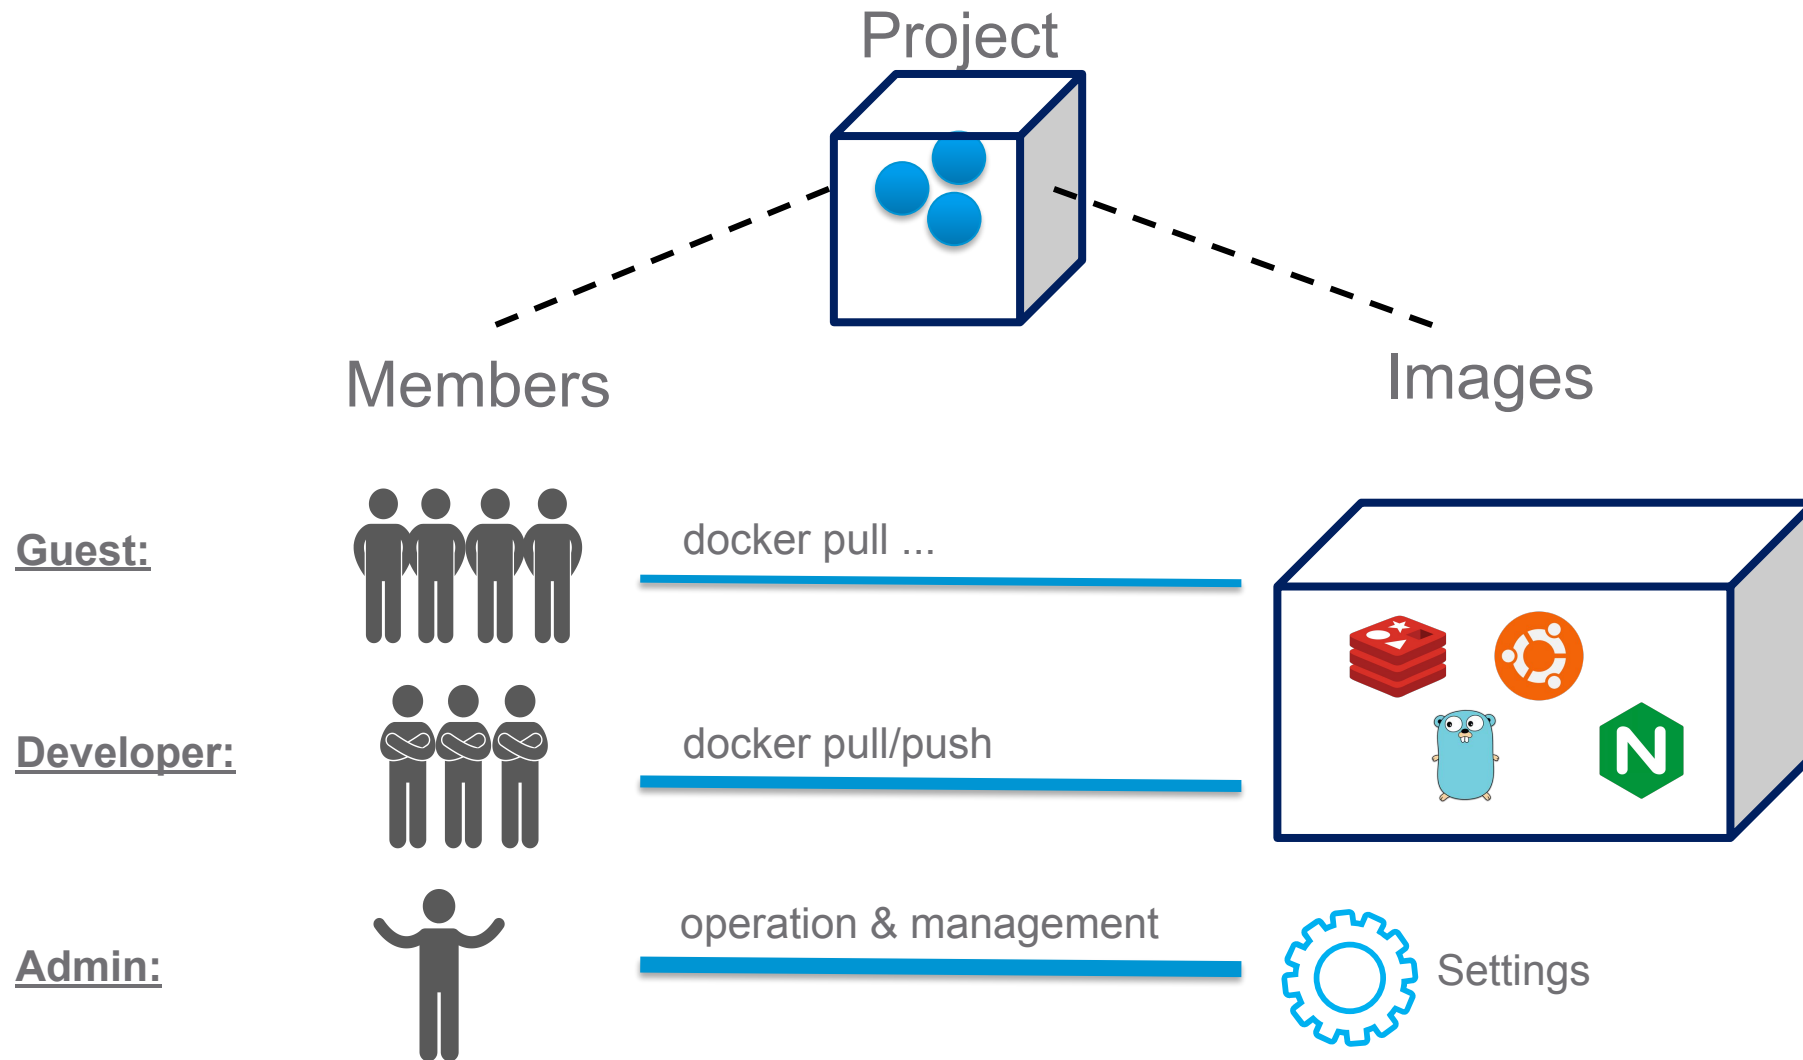 Project
Members
Images
Guest:
docker pull ...
Developer:
docker pull/push
N
Admin:
operation & management
Settings